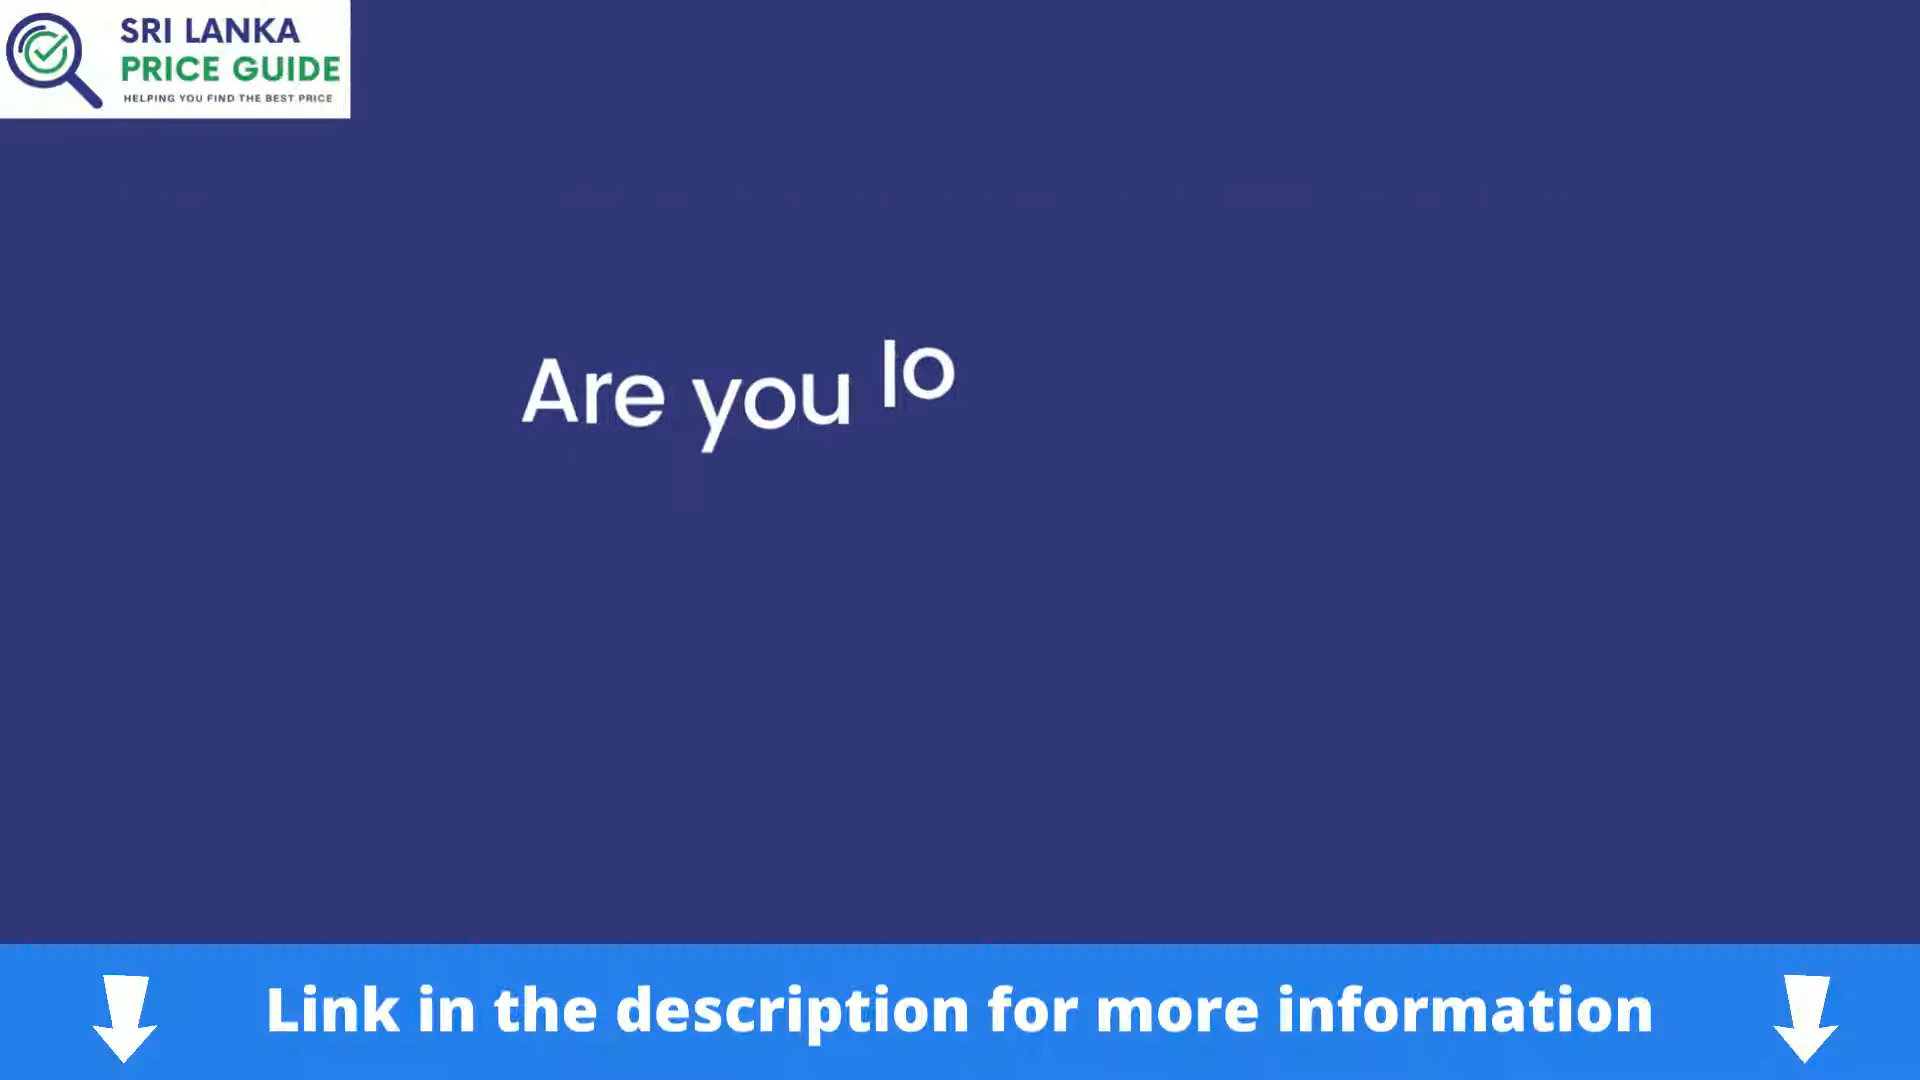 SRI LANKA
PRICE GUIDE
HELPING YOU FIND THE BEST PRICE
Are you lo
Link in the description for more information